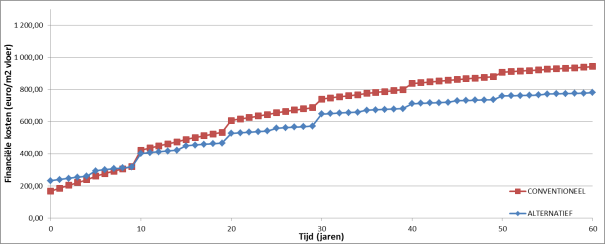 1 200,00
1 000,00
800,00
600,00
400,00
200,00
0,00
Financiële kosten (euro/m2 vloer)
0 10 20 30 40 50 60
Tijd (jaren)
CONVENTIONEEL
ALTERNATIEF